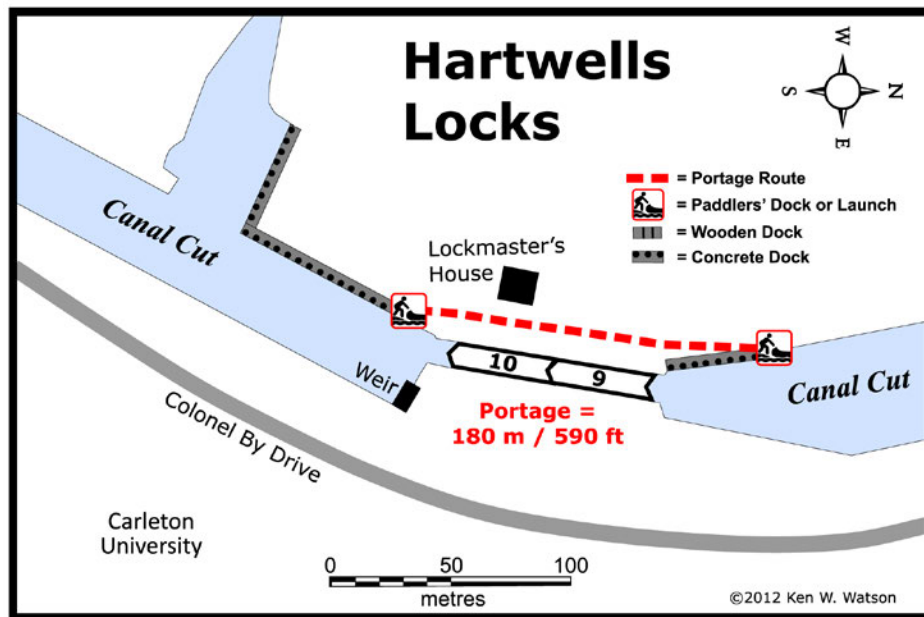 Hartwells
Locks
W
S
N
E
= Portage Route
= Paddlers' Dock or Launch
= Wooden Dock
= Concrete Dock
Canal Cut
Lockmaster's
House
10
9
Canal Cut
Weir
Portage =
180 m / 590 ft
Colonel By Drive
Carleton
University
0 50 100
metres
©2012 Ken W. Watson